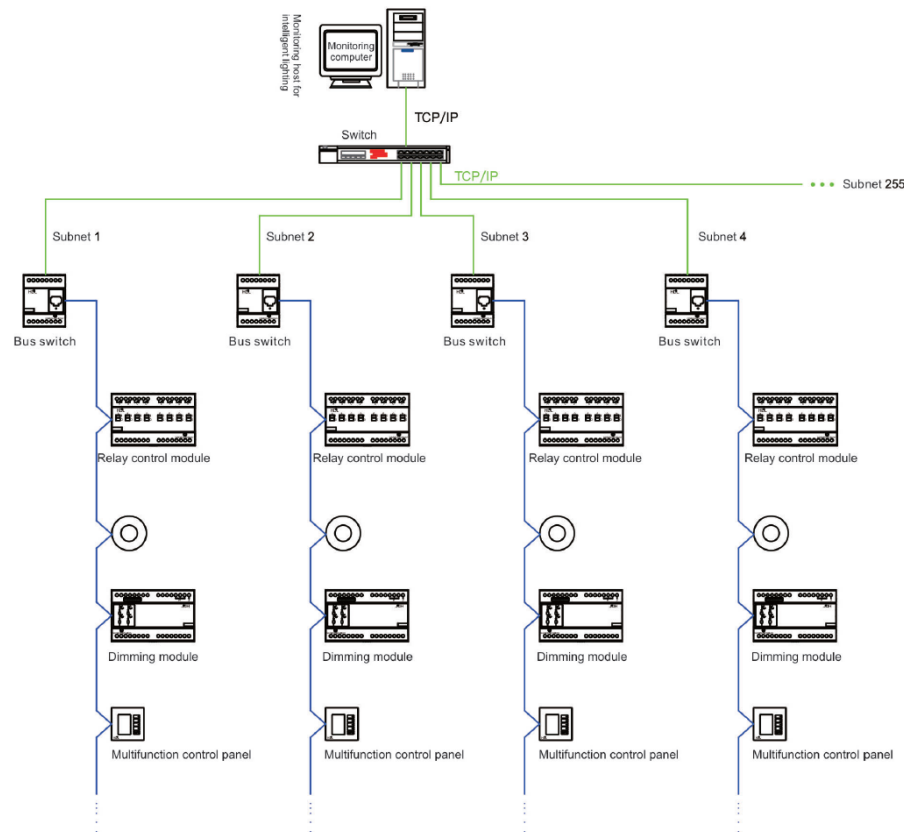 Monitoring host for
intelligent lighting
Monitoring
computer
TCP/IP
Switch
TCP/IP
Subnet 255
Subnet 1
Subnet 2
Subnet 3
Subnet 4
Bus switch
Bus switch
Bus switch
Bus switch
Relay control module
Relay control module
Relay control module
Relay control module
Dimming module
Dimming module
Dimming module
Dimming module
Multifunction control panel
Multifunction control panel
Multifunction control panel
Multifunction control panel